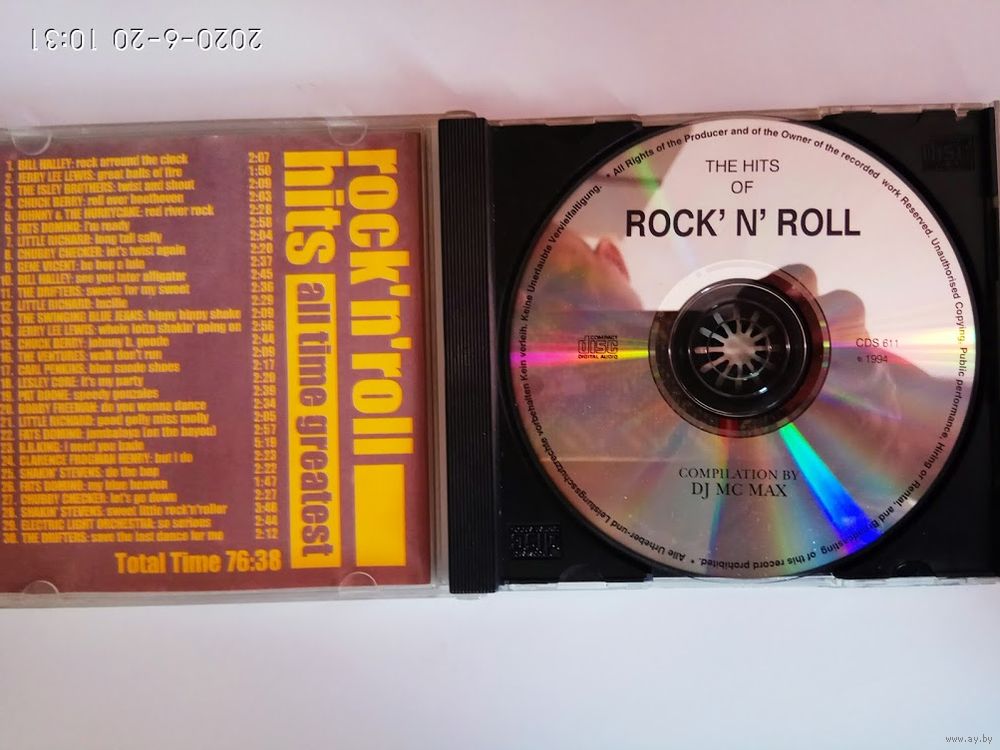 2020-6-20 10:31
1. BILL HALLEY: rock arround the clock 2:07
2. JERRY LEE LEWIS: great balls of fire 1:50
3. THE ISLEY BROTHERS: twist and shout 2:09
4. CHUCK BERRY: roll over beethoven 2:03
5. JOHNNY & THE HURRYCANE: red river rock 2:28
6. FATS DOMINO: I'm ready 2:58
7. LITTLE RICHARD: long tall sally 2:04
8. CHUBBY CHECKER: let's twist again 2:20
9. GENE VICENT: be bop a lula 2:37
10. BILL HALLEY: see you later alligator 2:45
11. THE DRIFTERS: sweets for my sweet 2:36
12. LITTLE RICHARD: lucille 2:29
13. THE SWINGING BLUE JEANS: hippy hippy shake 2:09
14. JERRY LEE LEWIS: whole lotta shakin' going on 2:56
15. CHUCK BERRY: johnny b. goode 2:44
16. THE VENTURES: walk don't run 2:09
17. CARL PERKINS: blue suede shoes 2:17
18. LESLEY GORE: it's my party 2:29
19. PAT BOONE: speedy gonzales 2:39
20. BOBBY FREEMAN: do you wanna dance 2:34
21. LITTLE RICHARD: good golly miss molly 2:05
22. FATS DOMINO: jambalaya (on the bayou) 2:57
23. B.B.KING: I need you 5:19
24. CLARENCE FROGMAN HENRY: but I do 2:23
25. SHAKIN' STEVENS: do the bop 2:22
26. FATS DOMINO: my blue heaven 1:47
27. CHUBBY CHECKER: let's go down 2:27
28. SHAKIN' STEVENS: sweet little rock'n'roller 3:46
29. ELECTRIC LIGHT ORCHESTRA: so serious 2:44
30. THE DRIFTERS: save the last dance for me 2:12
Total Time 76:38
rock'n'roll
hits all time greatest
THE HITS
OF
ROCK' N' ROLL
COMPACT
disc
DIGITAL AUDIO
CDS 611
℗ 1994
COMPILATION BY
DJ MC MAX
* All Rights of the Producer and of the Owner of the recorded work Reserved. Unauthorised Copying, Public performance, Hiring or Rental, and Broadcasting of this record prohibited. * Alle Urheber-und Leistungsschutzrechte vorbehalten Kein verleih. Keine Unerlaubte Vervielfaltigung.
www.ay.by